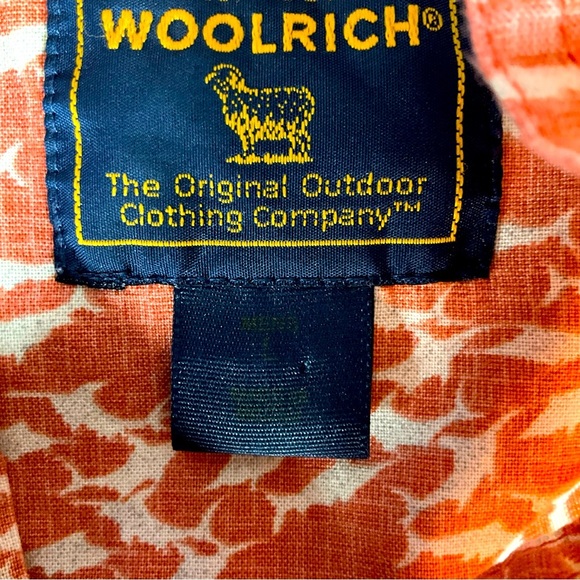 WOOLRICH®
The Original Outdoor
Clothing Company™